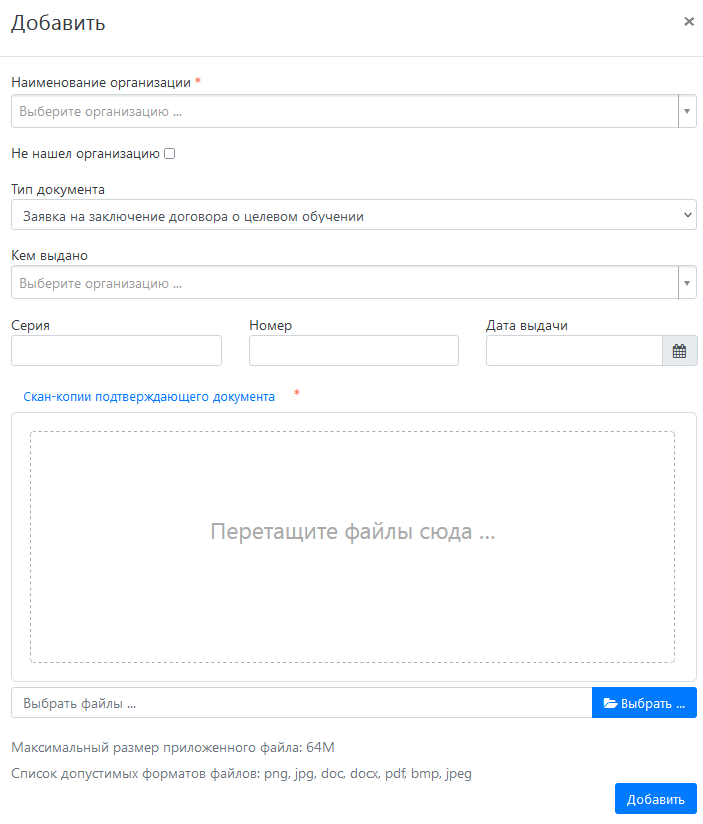 Добавить ×
Наименование организации *
Выберите организацию ...
Не нашел организацию
Тип документа
Заявка на заключение договора о целевом обучении
Кем выдано
Выберите организацию ...
Серия Номер Дата выдачи
Скан-копии подтверждающего документа *
Перетащите файлы сюда ...
Выбрать файлы ... Выбрать ...
Максимальный размер приложенного файла: 64M
Список допустимых форматов файлов: png, jpg, doc, docx, pdf, bmp, jpeg
Добавить